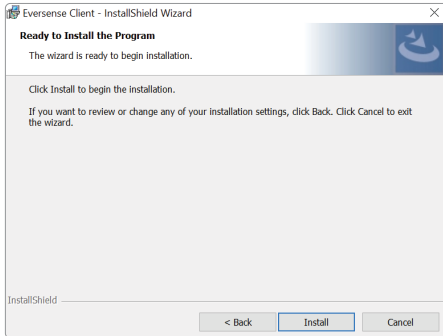 Eversense Client - InstallShield Wizard
Ready to Install the Program
The wizard is ready to begin installation.
Click Install to begin the installation.
If you want to review or change any of your installation settings, click Back. Click Cancel to exit
the wizard.
InstallShield
< Back
Install
Cancel